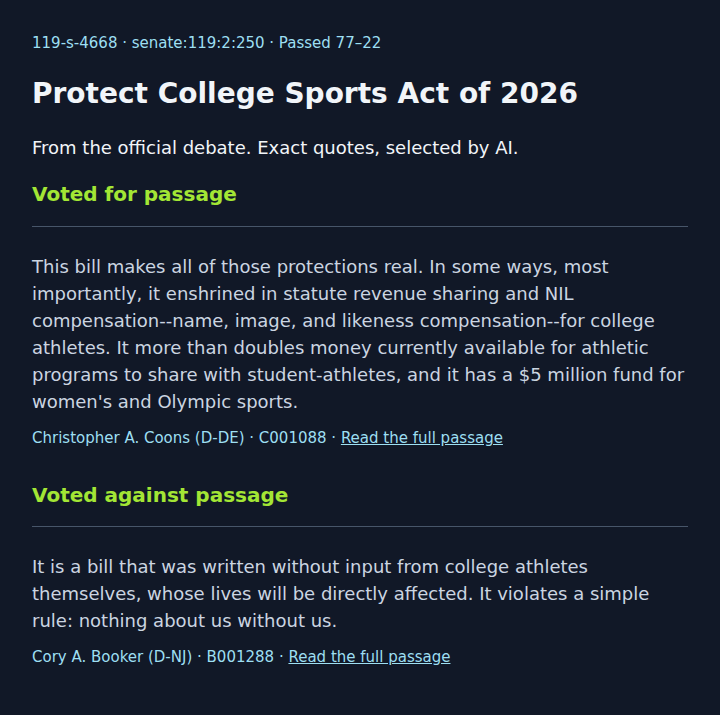 119-s-4668 · senate:119:2:250 · Passed 77–22
Protect College Sports Act of 2026
From the official debate. Exact quotes, selected by AI.
Voted for passage
This bill makes all of those protections real. In some ways, most
importantly, it enshrined in statute revenue sharing and NIL
compensation--name, image, and likeness compensation--for college
athletes. It more than doubles money currently available for athletic
programs to share with student-athletes, and it has a $5 million fund for
women's and Olympic sports.
Christopher A. Coons (D-DE) · C001088 · Read the full passage
Voted against passage
It is a bill that was written without input from college athletes
themselves, whose lives will be directly affected. It violates a simple
rule: nothing about us without us.
Cory A. Booker (D-NJ) · B001288 · Read the full passage